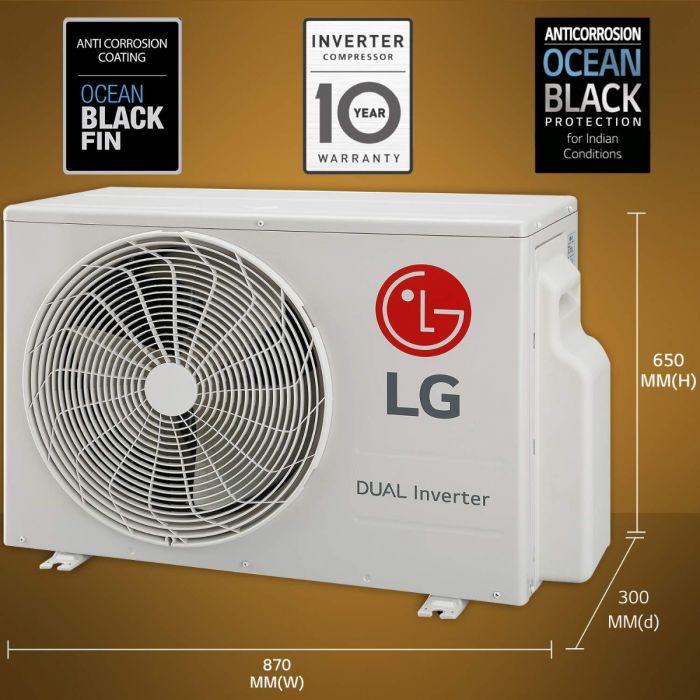 ANTI CORROSION
COATING
OCEAN
BLACK
FIN
INVERTER
COMPRESSOR
10 YEAR
WARRANTY
ANTICORROSION
OCEAN
BLACK
PROTECTION
for Indian
Conditions
LG
LG
DUAL Inverter
650
MM(H)
300
MM(d)
870
MM(W)